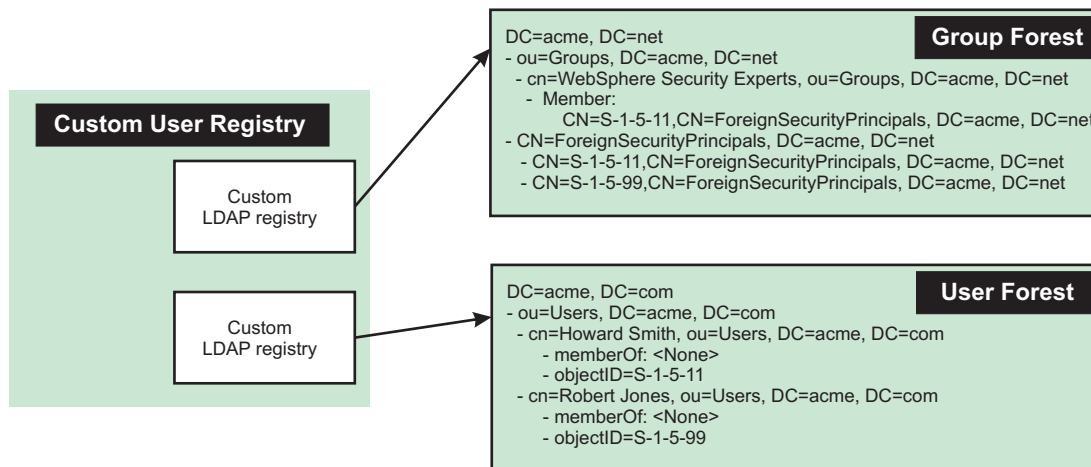 Custom User Registry
Custom
LDAP registry
Custom
LDAP registry
Group Forest
DC=acme, DC=net
- ou=Groups, DC=acme, DC=net
- cn=WebSphere Security Experts, ou=Groups, DC=acme, DC=net
- Member:
CN=S-1-5-11,CN=ForeignSecurityPrincipals, DC=acme, DC=net
- CN=ForeignSecurityPrincipals, DC=acme, DC=net
- CN=S-1-5-11,CN=ForeignSecurityPrincipals, DC=acme, DC=net
- CN=S-1-5-99,CN=ForeignSecurityPrincipals, DC=acme, DC=net
User Forest
DC=acme, DC=com
- ou=Users, DC=acme, DC=com
- cn=Howard Smith, ou=Users, DC=acme, DC=com
- memberOf: <None>
- objectID=S-1-5-11
- cn=Robert Jones, ou=Users, DC=acme, DC=com
- memberOf: <None>
- objectID=S-1-5-99